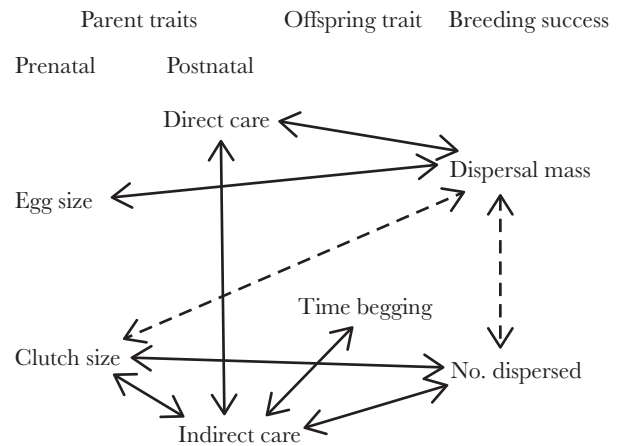 Parent traits Offspring trait Breeding success
Prenatal Postnatal
Direct care
Dispersal mass
Egg size
Time begging
Clutch size
No. dispersed
Indirect care